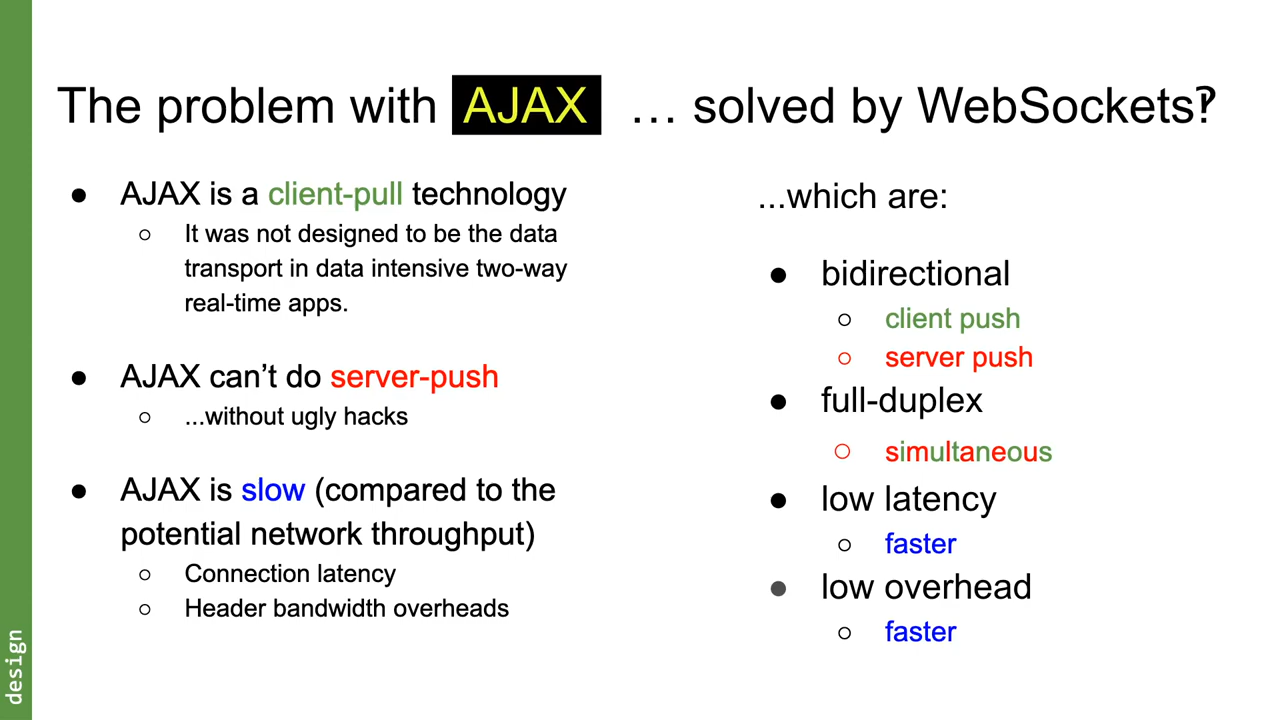 The problem with AJAX … solved by WebSockets‽
● AJAX is a client-pull technology
○ It was not designed to be the data
transport in data intensive two-way
real-time apps.
● AJAX can’t do server-push
○ ...without ugly hacks
● AJAX is slow (compared to the
potential network throughput)
○ Connection latency
○ Header bandwidth overheads
...which are:
● bidirectional
○ client push
○ server push
● full-duplex
○ simultaneous
● low latency
○ faster
● low overhead
○ faster
design